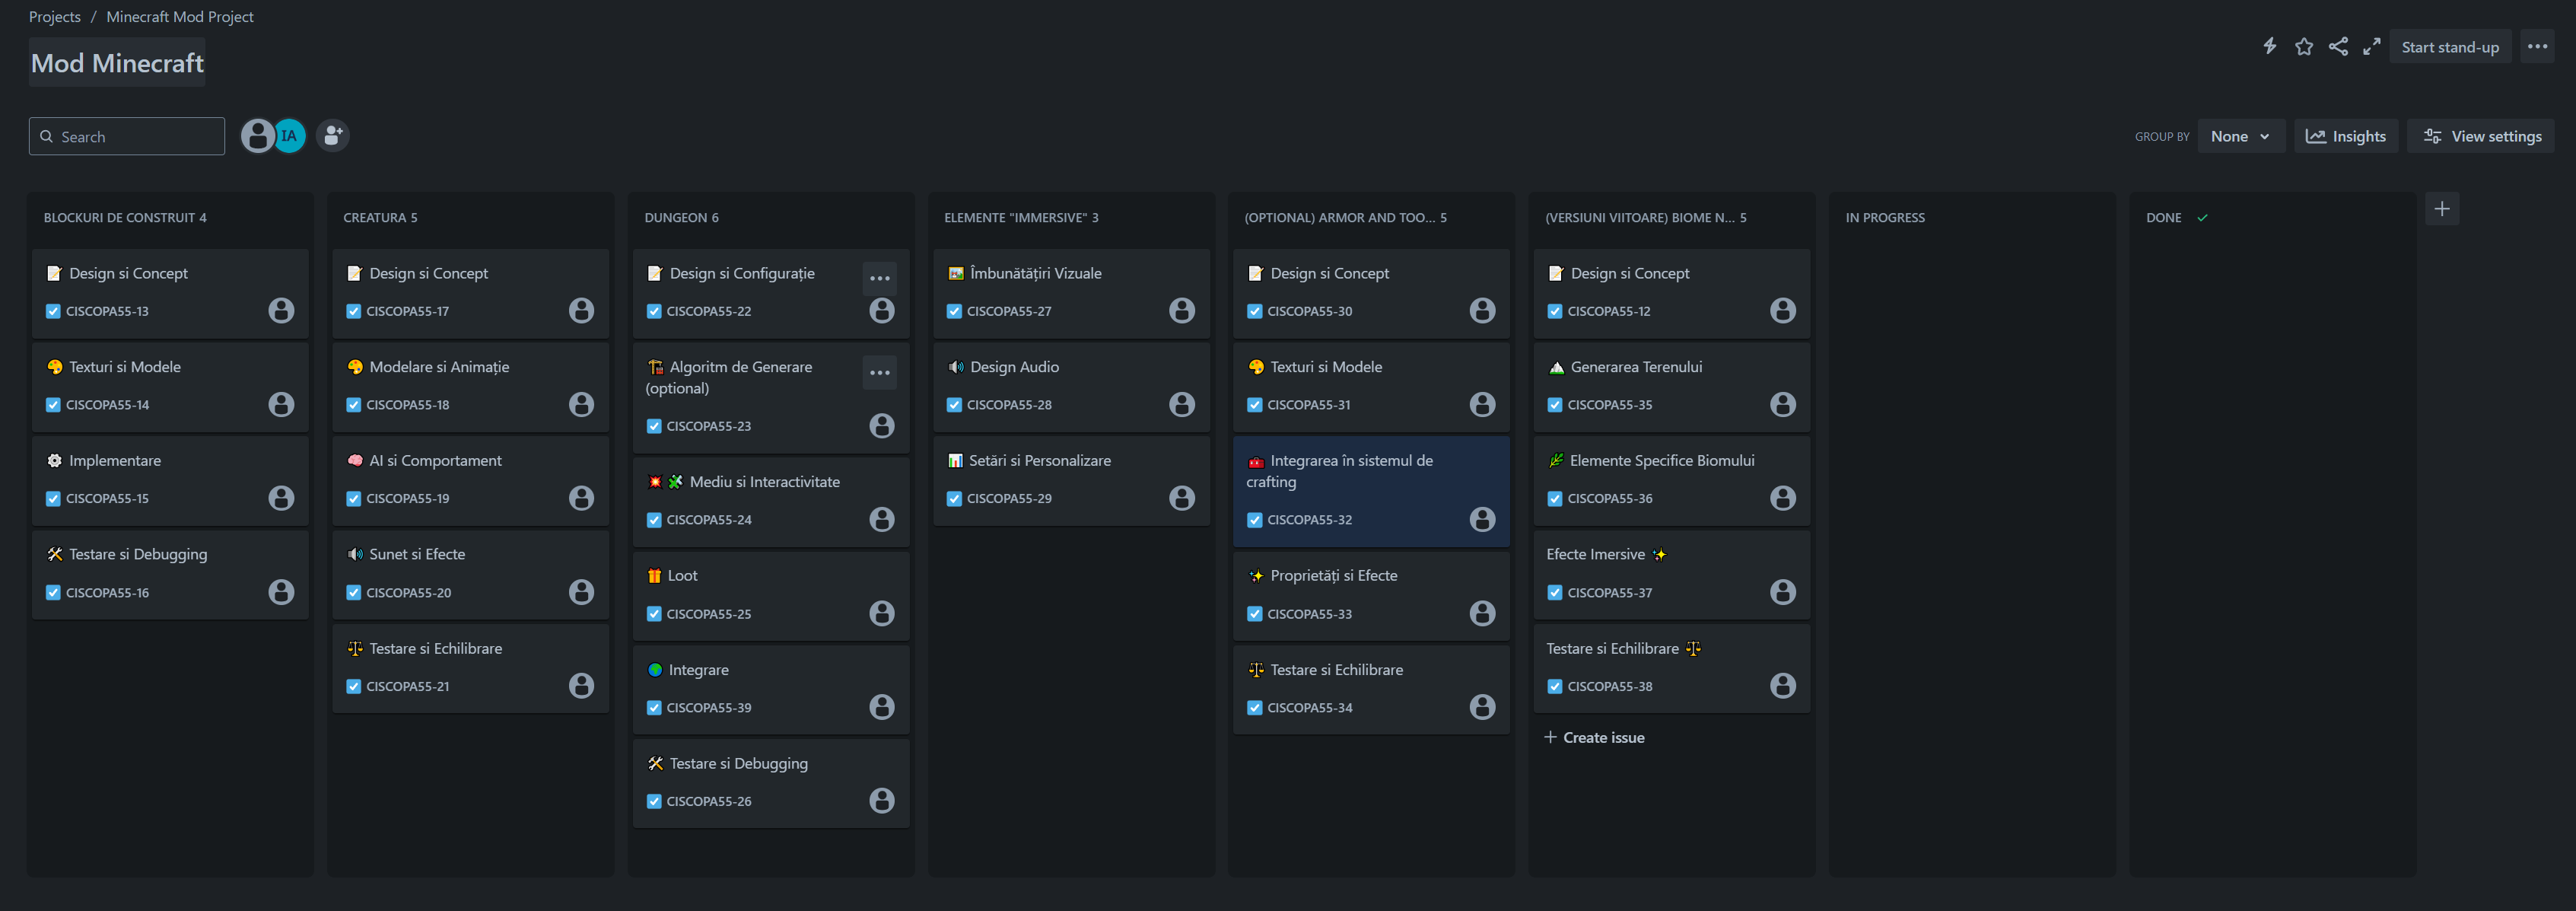 Projects / Minecraft Mod Project
Mod Minecraft
Start stand-up
Search
IA
GROUP BY
None
Insights
View settings
BLOCKURI DE CONSTRUIT 4
Design si Concept
CISCOPA55-13
Texturi si Modele
CISCOPA55-14
Implementare
CISCOPA55-15
Testare si Debugging
CISCOPA55-16
CREATURA 5
Design si Concept
CISCOPA55-17
Modelare si Animație
CISCOPA55-18
AI si Comportament
CISCOPA55-19
Sunet si Efecte
CISCOPA55-20
Testare si Echilibrare
CISCOPA55-21
DUNGEON 6
Design si Configurație
CISCOPA55-22
Algoritm de Generare
(optional)
CISCOPA55-23
Mediu si Interactivitate
CISCOPA55-24
Loot
CISCOPA55-25
Integrare
CISCOPA55-39
Testare si Debugging
CISCOPA55-26
ELEMENTE "IMMERSIVE" 3
Îmbunătățiri Vizuale
CISCOPA55-27
Design Audio
CISCOPA55-28
Setări si Personalizare
CISCOPA55-29
(OPTIONAL) ARMOR AND TOO... 5
Design si Concept
CISCOPA55-30
Texturi si Modele
CISCOPA55-31
Integrarea în sistemul de
crafting
CISCOPA55-32
Proprietăți si Efecte
CISCOPA55-33
Testare si Echilibrare
CISCOPA55-34
(VERSIUNI VIITOARE) BIOME N... 5
Design si Concept
CISCOPA55-12
Generarea Terenului
CISCOPA55-35
Elemente Specifice Biomului
CISCOPA55-36
Efecte Imersive
CISCOPA55-37
Testare si Echilibrare
CISCOPA55-38
Create issue
IN PROGRESS
DONE